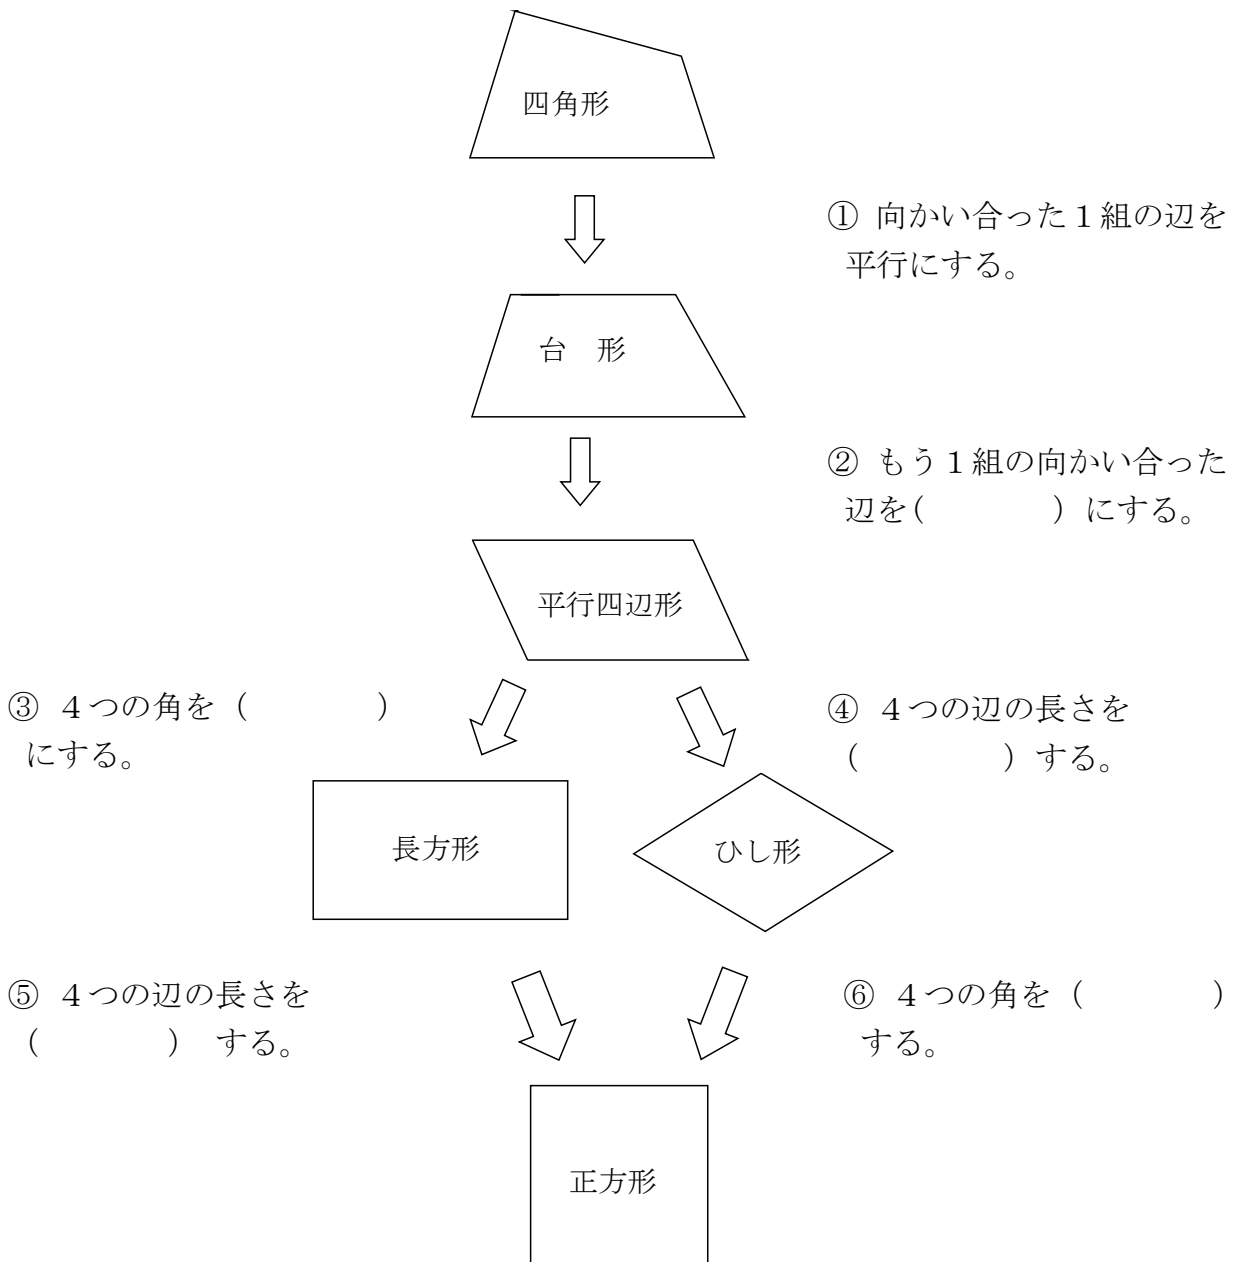 四角形
① 向かい合った１組の辺を
平行にする。
台　形
② もう１組の向かい合った
辺を(　　　　) にする。
平行四辺形
③ ４つの角を (　　　　)
にする。
④ ４つの辺の長さを
(　　　　) する。
長方形
ひし形
⑤ ４つの辺の長さを
(　　　　) する。
⑥ ４つの角を (　　　　)
する。
正方形